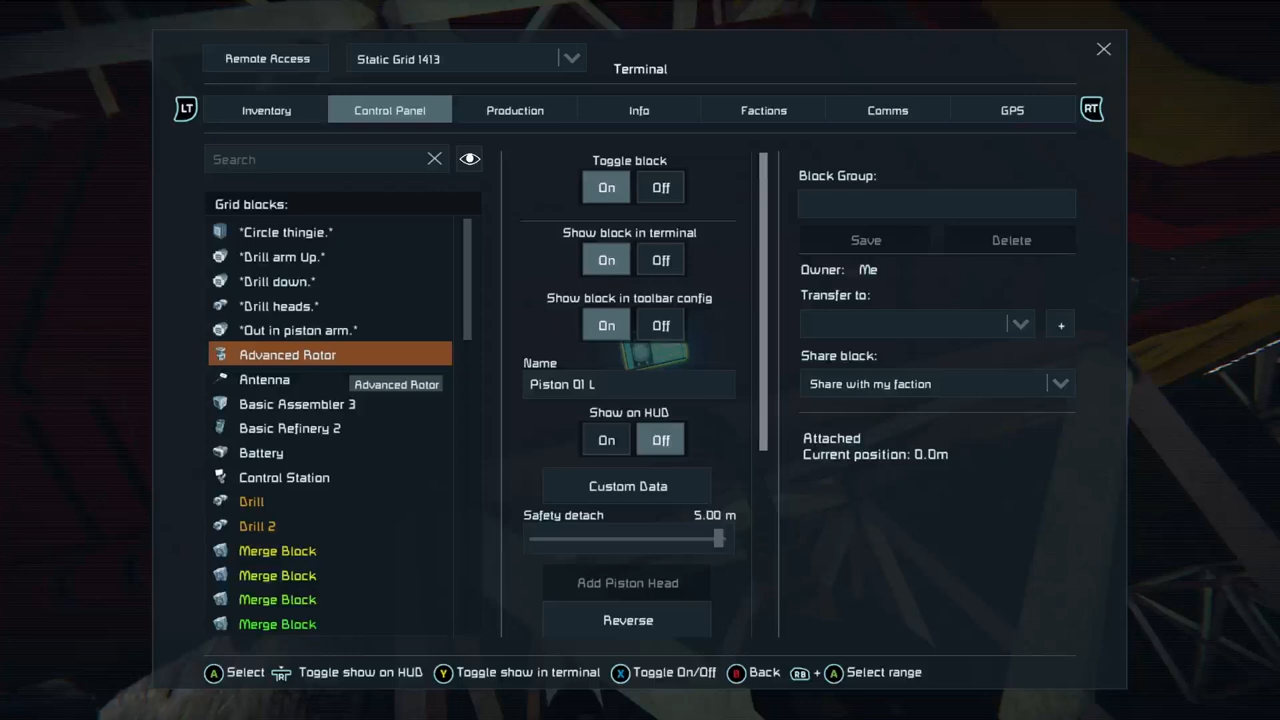 Remote Access
Static Grid 1413
Terminal
LT
Inventory
Control Panel
Production
Info
Factions
Comms
GPS
RT
Search
Grid blocks:
*Circle thingie.*
*Drill arm Up.*
*Drill down.*
*Drill heads.*
*Out in piston arm.*
Advanced Rotor
Antenna
Advanced Rotor
Basic Assembler 3
Basic Refinery 2
Battery
Control Station
Drill
Drill 2
Merge Block
Merge Block
Merge Block
Merge Block
Toggle block
On Off
Show block in terminal
On Off
Show block in toolbar config
On Off
Name
Piston 01 L
Show on HUD
On Off
Custom Data
Safety detach 5.00 m
Add Piston Head
Reverse
Block Group:
Save Delete
Owner: Me
Transfer to:
+
Share block:
Share with my faction
Attached
Current position: 0.0m
A Select R Toggle show on HUD Y Toggle show in terminal X Toggle On/Off B Back RB + A Select range